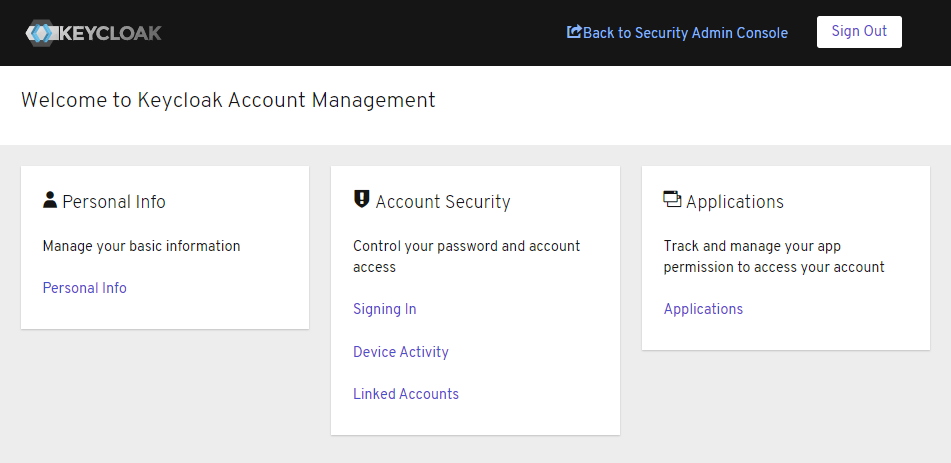 KEYCLOAK
Back to Security Admin Console
Sign Out
Welcome to Keycloak Account Management
Personal Info
Manage your basic information
Personal Info
Account Security
Control your password and account
access
Signing In
Device Activity
Linked Accounts
Applications
Track and manage your app
permission to access your account
Applications